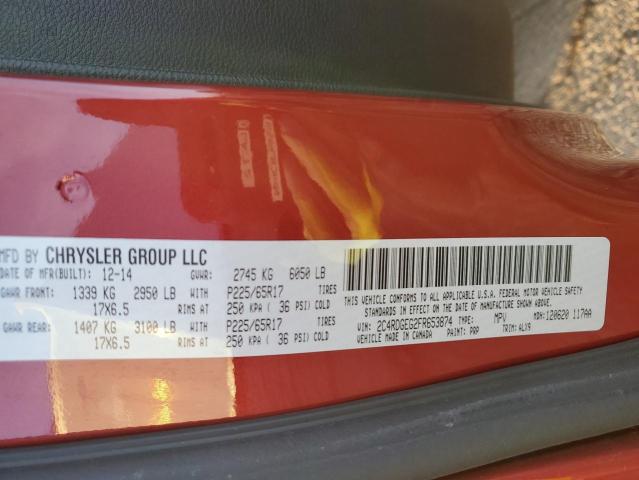 MFD BY CHRYSLER GROUP LLC
DATE OF MFR(BUILT): 12-14 GVWR: 2745 KG 6050 LB
GAWR FRONT: 1339 KG 2950 LB WITH P225/65R17 TIRES
17X6.5 RIMS AT 250 KPA ( 36 PSI) COLD
GAWR REAR: 1407 KG 3100 LB WITH P225/65R17 TIRES
17X6.5 RIMS AT 250 KPA ( 36 PSI) COLD
THIS VEHICLE CONFORMS TO ALL APPLICABLE U.S.A. FEDERAL MOTOR VEHICLE SAFETY
STANDARDS IN EFFECT ON THE DATE OF MANUFACTURE SHOWN ABOVE.
VIN: 2C4RDGEG2FR653874 TYPE: MPV MDH: 120620 117AA
VEHICLE MADE IN CANADA PAINT: PRP TRIM: ALX9